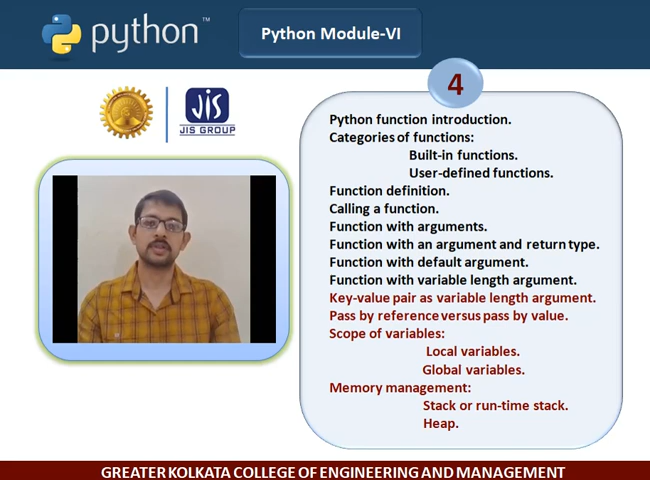 python™
Python Module-VI
4
JIS
JIS GROUP
Python function introduction.
Categories of functions:
Built-in functions.
User-defined functions.
Function definition.
Calling a function.
Function with arguments.
Function with an argument and return type.
Function with default argument.
Function with variable length argument.
Key-value pair as variable length argument.
Pass by reference versus pass by value.
Scope of variables:
Local variables.
Global variables.
Memory management:
Stack or run-time stack.
Heap.
GREATER KOLKATA COLLEGE OF ENGINEERING AND MANAGEMENT